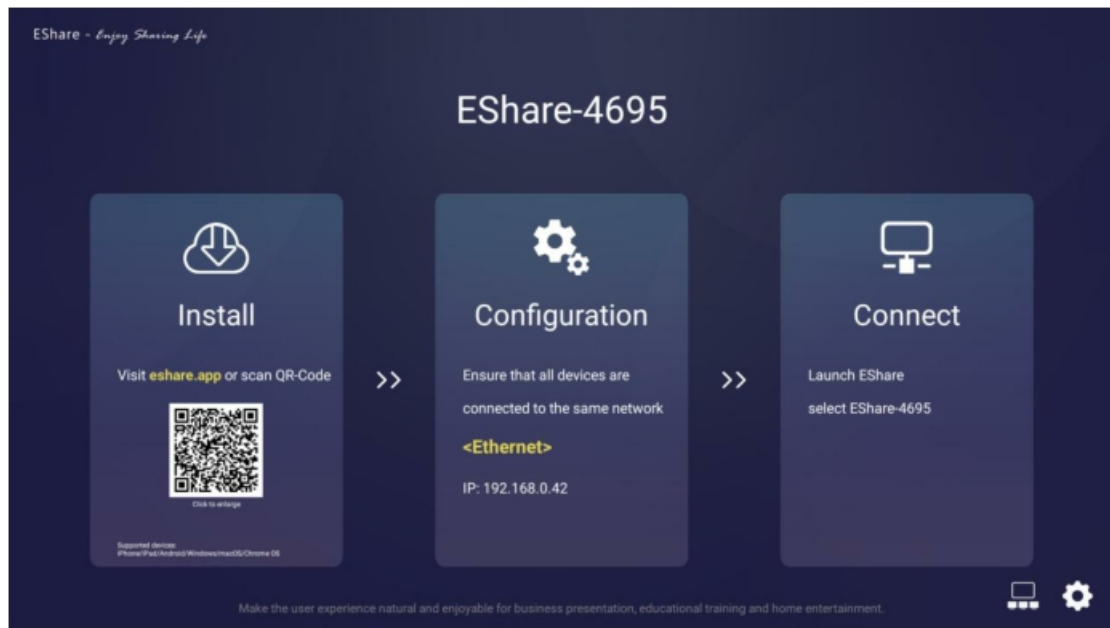 EShare - Enjoy Sharing Life
EShare-4695
Install
Visit eshare.app or scan QR-Code
Click to enlarge
Supported devices:
iPhone/iPad/Android/Windows/macOS/Chrome OS
>>
Configuration
Ensure that all devices are
connected to the same network
<Ethernet>
IP: 192.168.0.42
>>
Connect
Launch EShare
select EShare-4695
Make the user experience natural and enjoyable for business presentation, educational training and home entertainment.